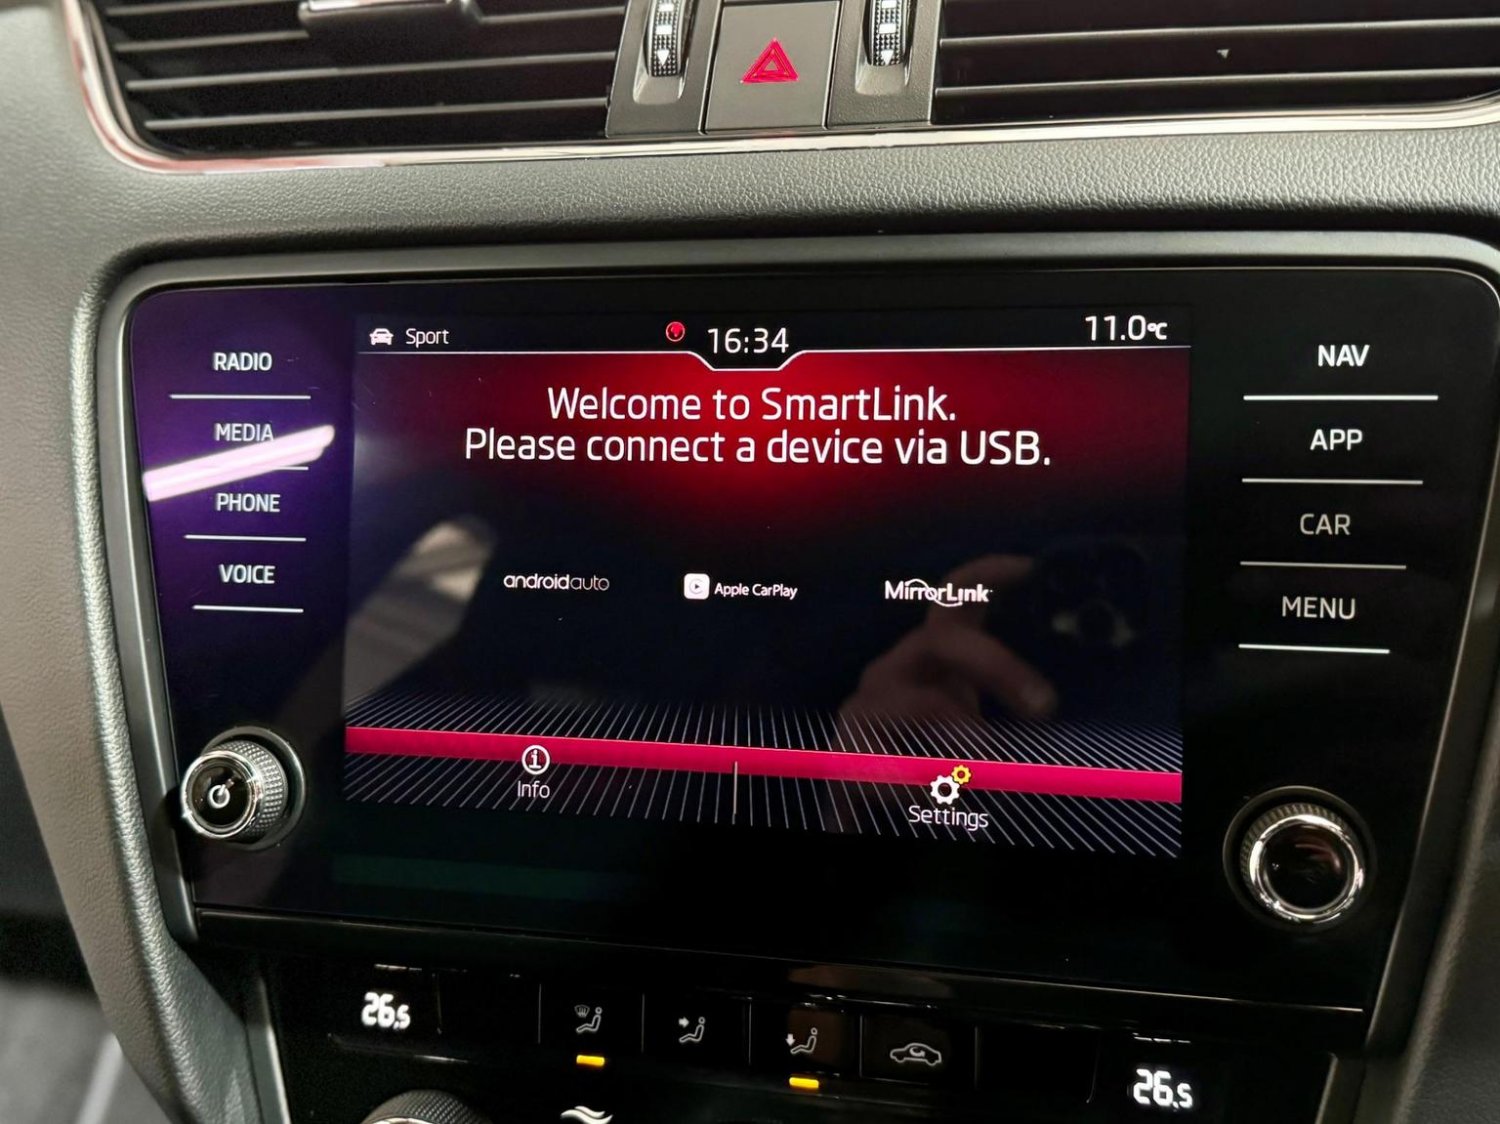 Sport
16:34
11.0°C
RADIO
MEDIA
PHONE
VOICE
Welcome to SmartLink.
Please connect a device via USB.
androidauto
Apple CarPlay
MirrorLink
Info
Settings
NAV
APP
CAR
MENU
26.5
26.5